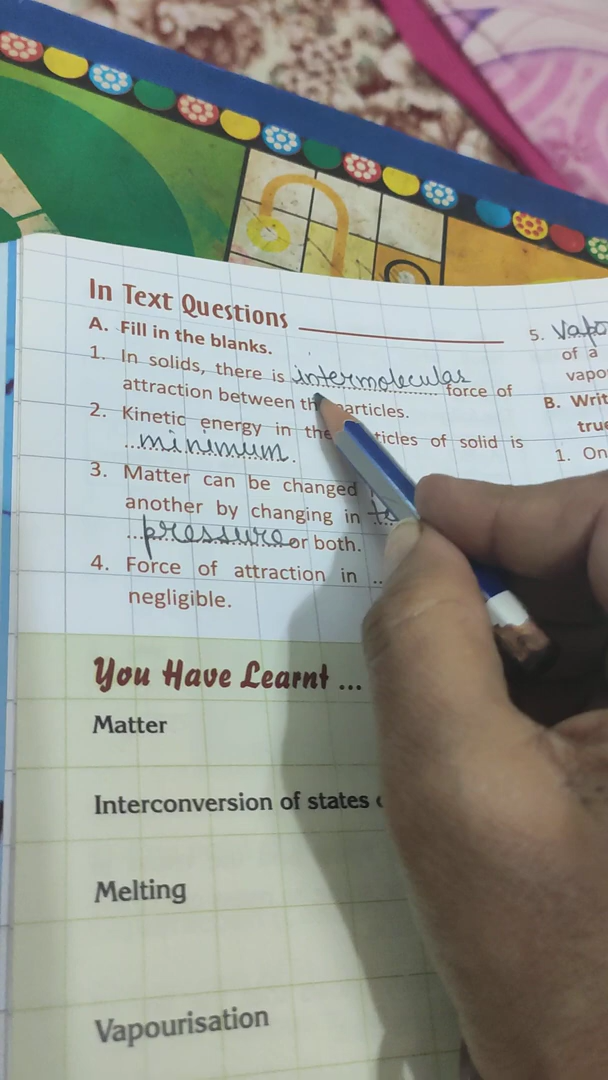 In Text Questions
A. Fill in the blanks.
1. In solids, there is intermolecular force of
attraction between the particles.
2. Kinetic energy in the particles of solid is
minimum.
3. Matter can be changed
another by changing in
pressure or both.
4. Force of attraction in ..
negligible.
You Have Learnt ...
Matter
Interconversion of states
Melting
Vapourisation
5. Vapo
of a
vapo
B. Writ
true
1. On